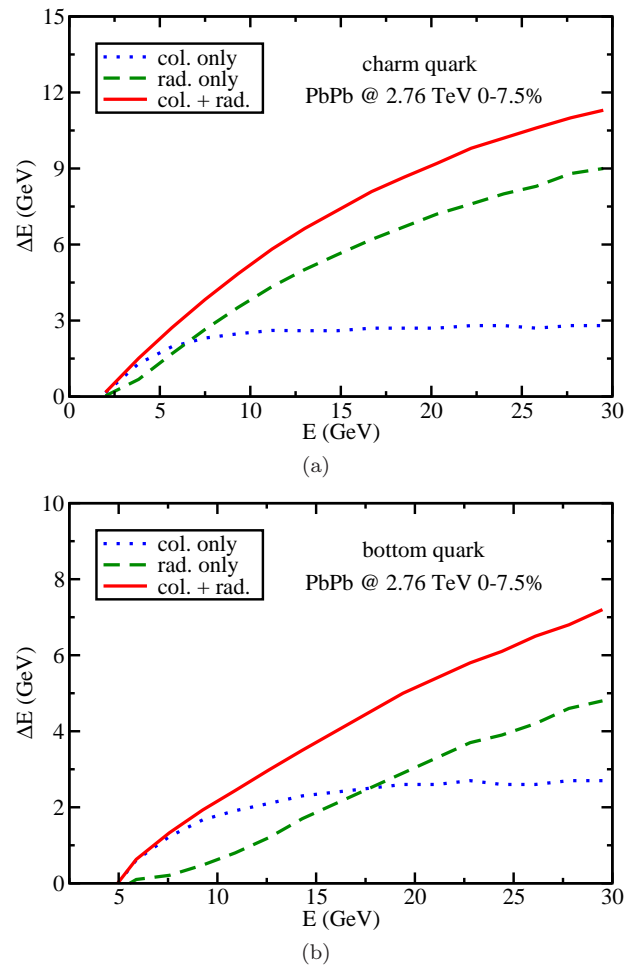 15
12
9
6
3
0
ΔE (GeV)
col. only
rad. only
col. + rad.
charm quark
PbPb @ 2.76 TeV 0-7.5%
0 5 10 15 20 25 30
E (GeV)
(a)
10
8
6
4
2
0
ΔE (GeV)
col. only
rad. only
col. + rad.
bottom quark
PbPb @ 2.76 TeV 0-7.5%
5 10 15 20 25 30
E (GeV)
(b)